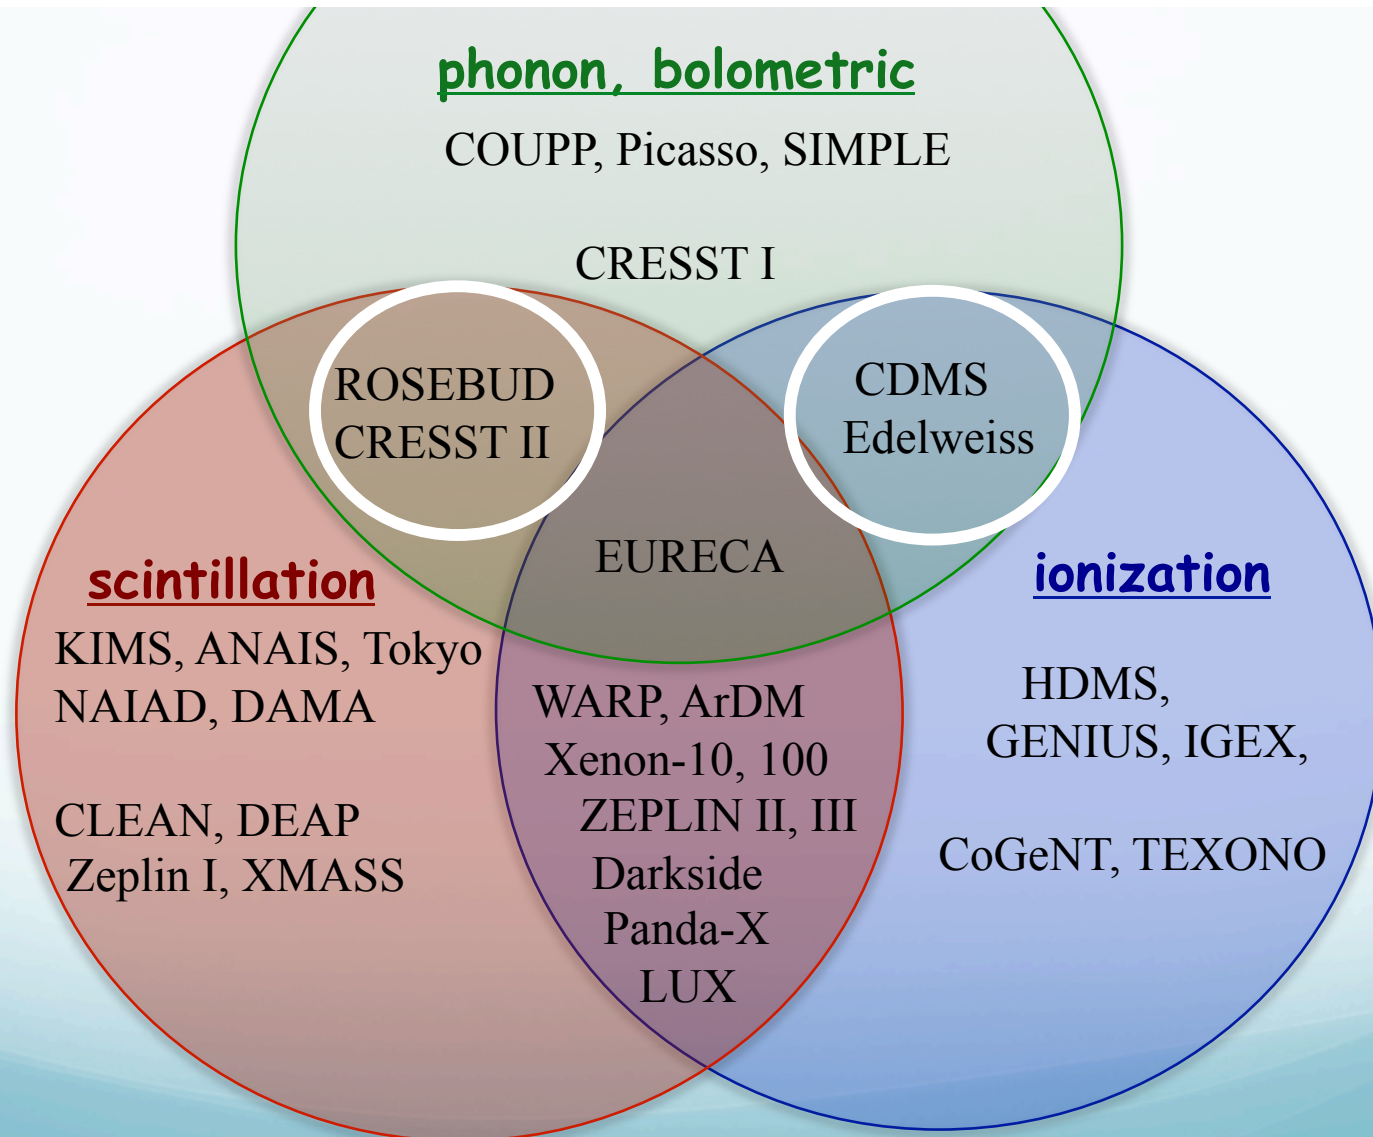 phonon, bolometric
COUPP, Picasso, SIMPLE
CRESST I
ROSEBUD
CRESST II
CDMS
Edelweiss
EURECA
scintillation
KIMS, ANAIS, Tokyo
NAIAD, DAMA
CLEAN, DEAP
Zeplin I, XMASS
WARP, ArDM
Xenon-10, 100
ZEPLIN II, III
Darkside
Panda-X
LUX
ionization
HDMS,
GENIUS, IGEX,
CoGeNT, TEXONO